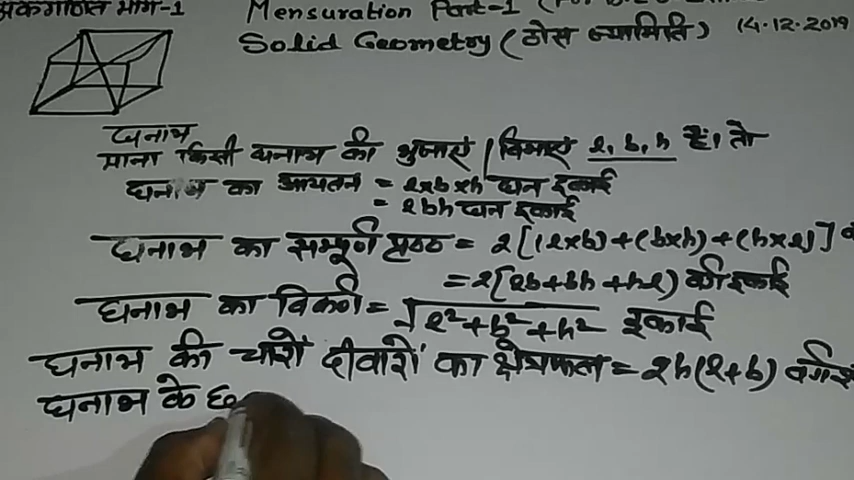 अंकगणित भाग-1
Mensuration Part-1 (For
Solid Geometry (ठोस ज्यामिति) 14.12.2019
घनाभ
माना किसी घनाभ की भुजाएं / विमाएं l, b, h हैं। तो
घनाभ का आयतन = l×b×h घन इकाई
= lbh घन इकाई
घनाभ का सम्पूर्ण पृष्ठ = 2[(l×b)+(b×h)+(h×l)]
= 2[lb+bh+hl) वर्ग इकाई
घनाभ का विकर्ण = √l²+b²+h² इकाई
घनाभ की चारों दीवारों का क्षेत्रफल = 2h(l+b) वर्ग
घनाभ के छ